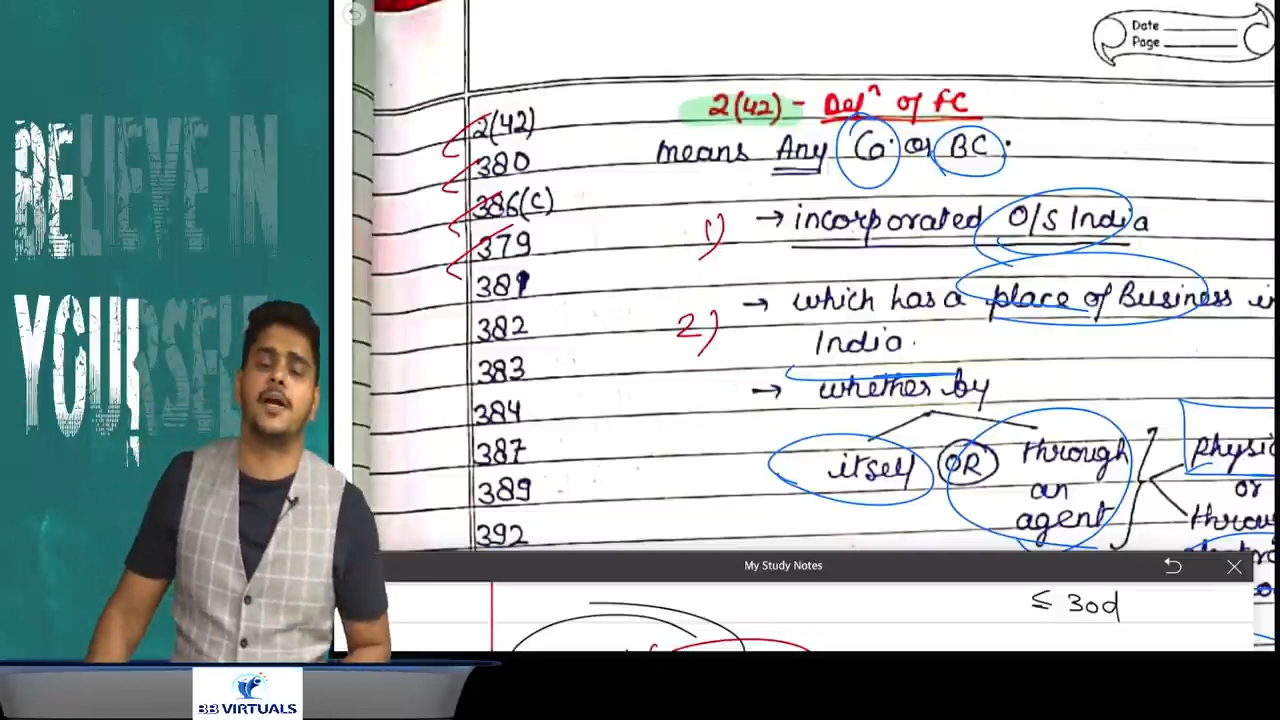 BELIEVE IN
YOURSELF
Date
Page
2(42)
380
386(C)
379
381
382
383
384
387
389
392
2(42) - Defⁿ of FC
means Any Co. or BC.
1) → incorporated O/S India
2) → which has a place of Business i
India.
→ whether by
itself OR through
an
agent
physic
or
throu
My Study Notes
≤ 30d
BB VIRTUALS